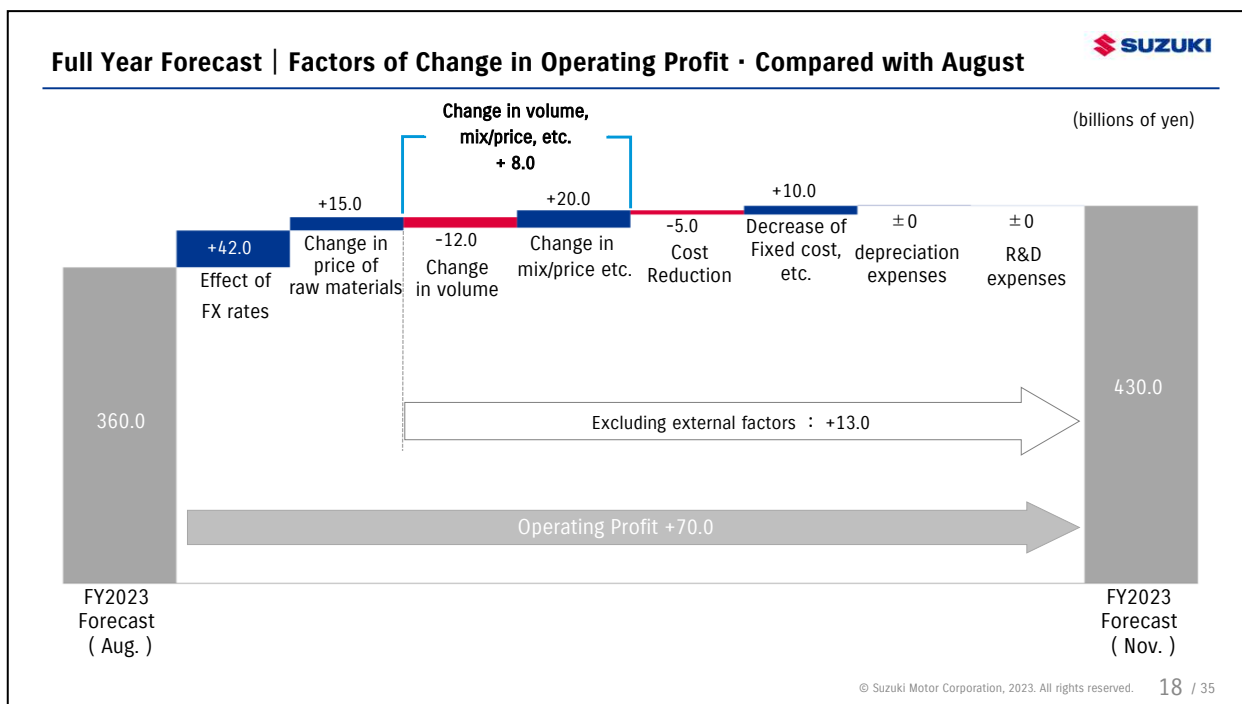 Full Year Forecast | Factors of Change in Operating Profit・Compared with August
SUZUKI
(billions of yen)
Change in volume,
mix/price, etc.
+ 8.0
+42.0
Effect of
FX rates
+15.0
Change in
price of
raw materials
-12.0
Change
in volume
+20.0
Change in
mix/price etc.
-5.0
Cost
Reduction
+10.0
Decrease of
Fixed cost,
etc.
±0
depreciation
expenses
±0
R&D
expenses
360.0
430.0
Excluding external factors : +13.0
Operating Profit +70.0
FY2023
Forecast
( Aug. )
FY2023
Forecast
( Nov. )
© Suzuki Motor Corporation, 2023. All rights reserved.
18 / 35